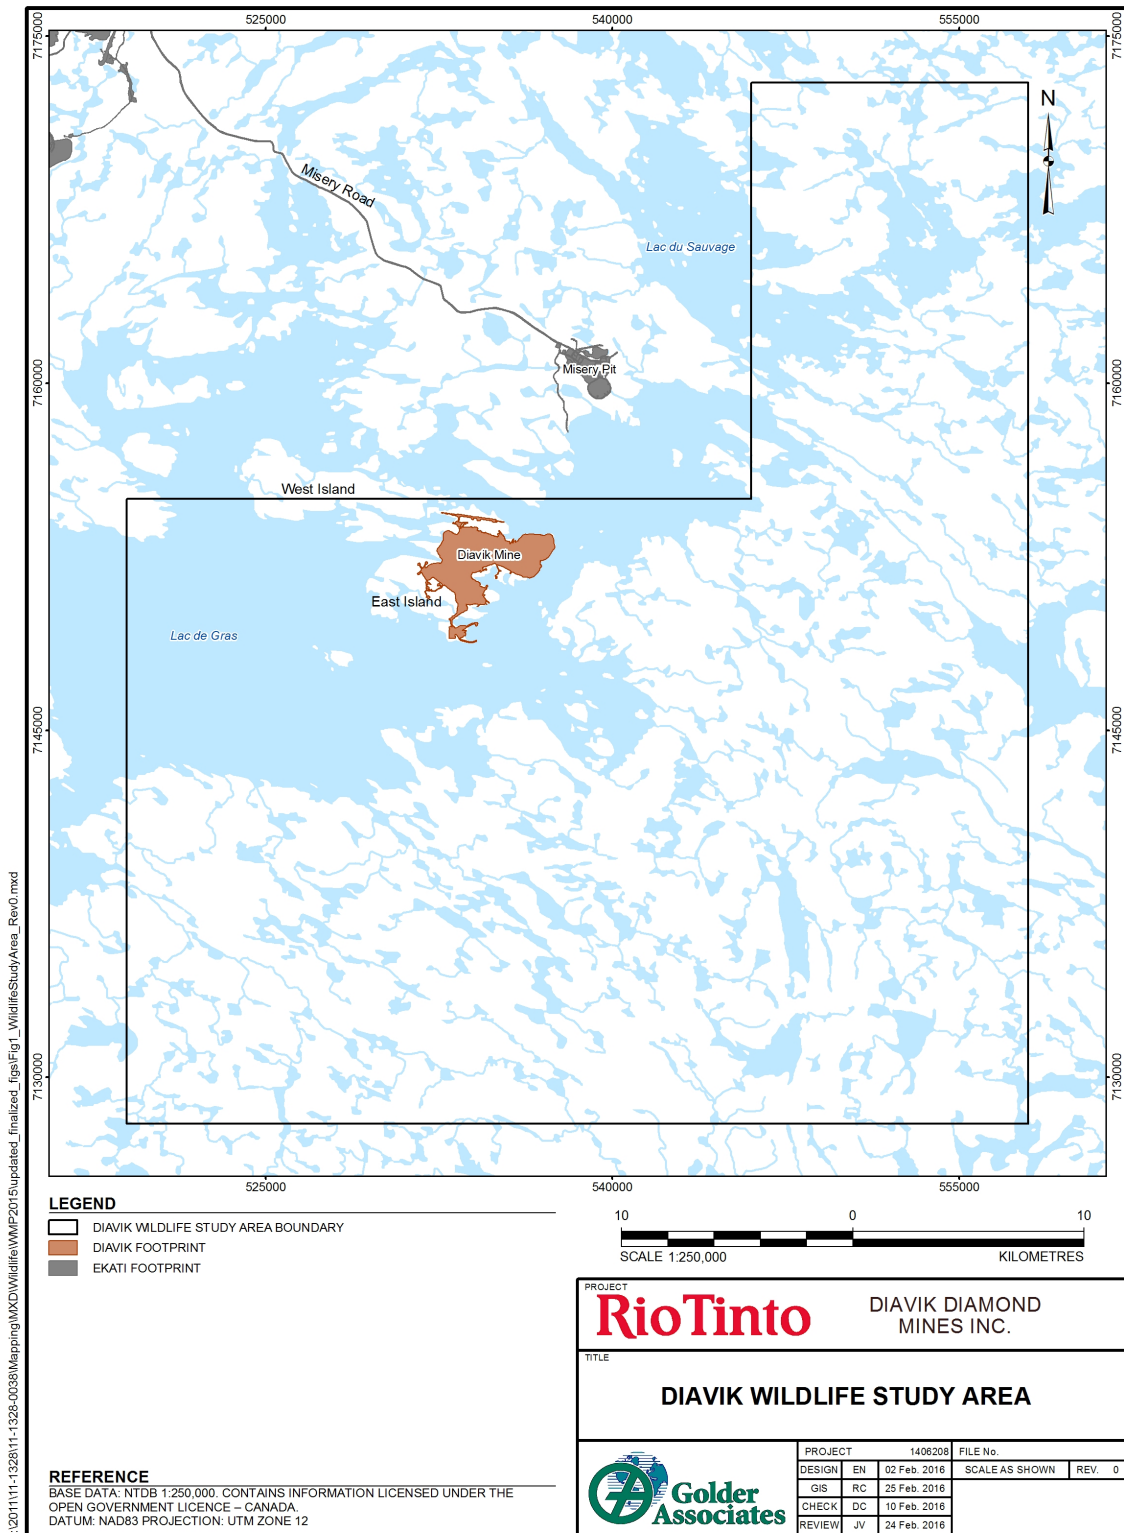 525000
540000
555000
7175000
7175000
N
Misery Road
Lac du Sauvage
7160000
Misery Pit
7160000
West Island
Diavik Mine
East Island
Lac de Gras
7145000
7145000
7130000
7130000
525000
540000
555000
:\2011\11-1328\11-1328-0038\Mapping\MXD\Wildlife\WMP2015\updated_finalized_figs\Fig1_WildlifeStudyArea_Rev0.mxd
LEGEND
DIAVIK WILDLIFE STUDY AREA BOUNDARY
DIAVIK FOOTPRINT
EKATI FOOTPRINT
10 0 10
SCALE 1:250,000 KILOMETRES
PROJECT
RioTinto
DIAVIK DIAMOND
MINES INC.
TITLE
DIAVIK WILDLIFE STUDY AREA
REFERENCE
BASE DATA: NTDB 1:250,000. CONTAINS INFORMATION LICENSED UNDER THE
OPEN GOVERNMENT LICENCE – CANADA.
DATUM: NAD83 PROJECTION: UTM ZONE 12
Golder
Associates
PROJECT 1406208 FILE No.
DESIGN EN 02 Feb. 2016 SCALE AS SHOWN REV. 0
GIS RC 25 Feb. 2016
CHECK DC 10 Feb. 2016
REVIEW JV 24 Feb. 2016